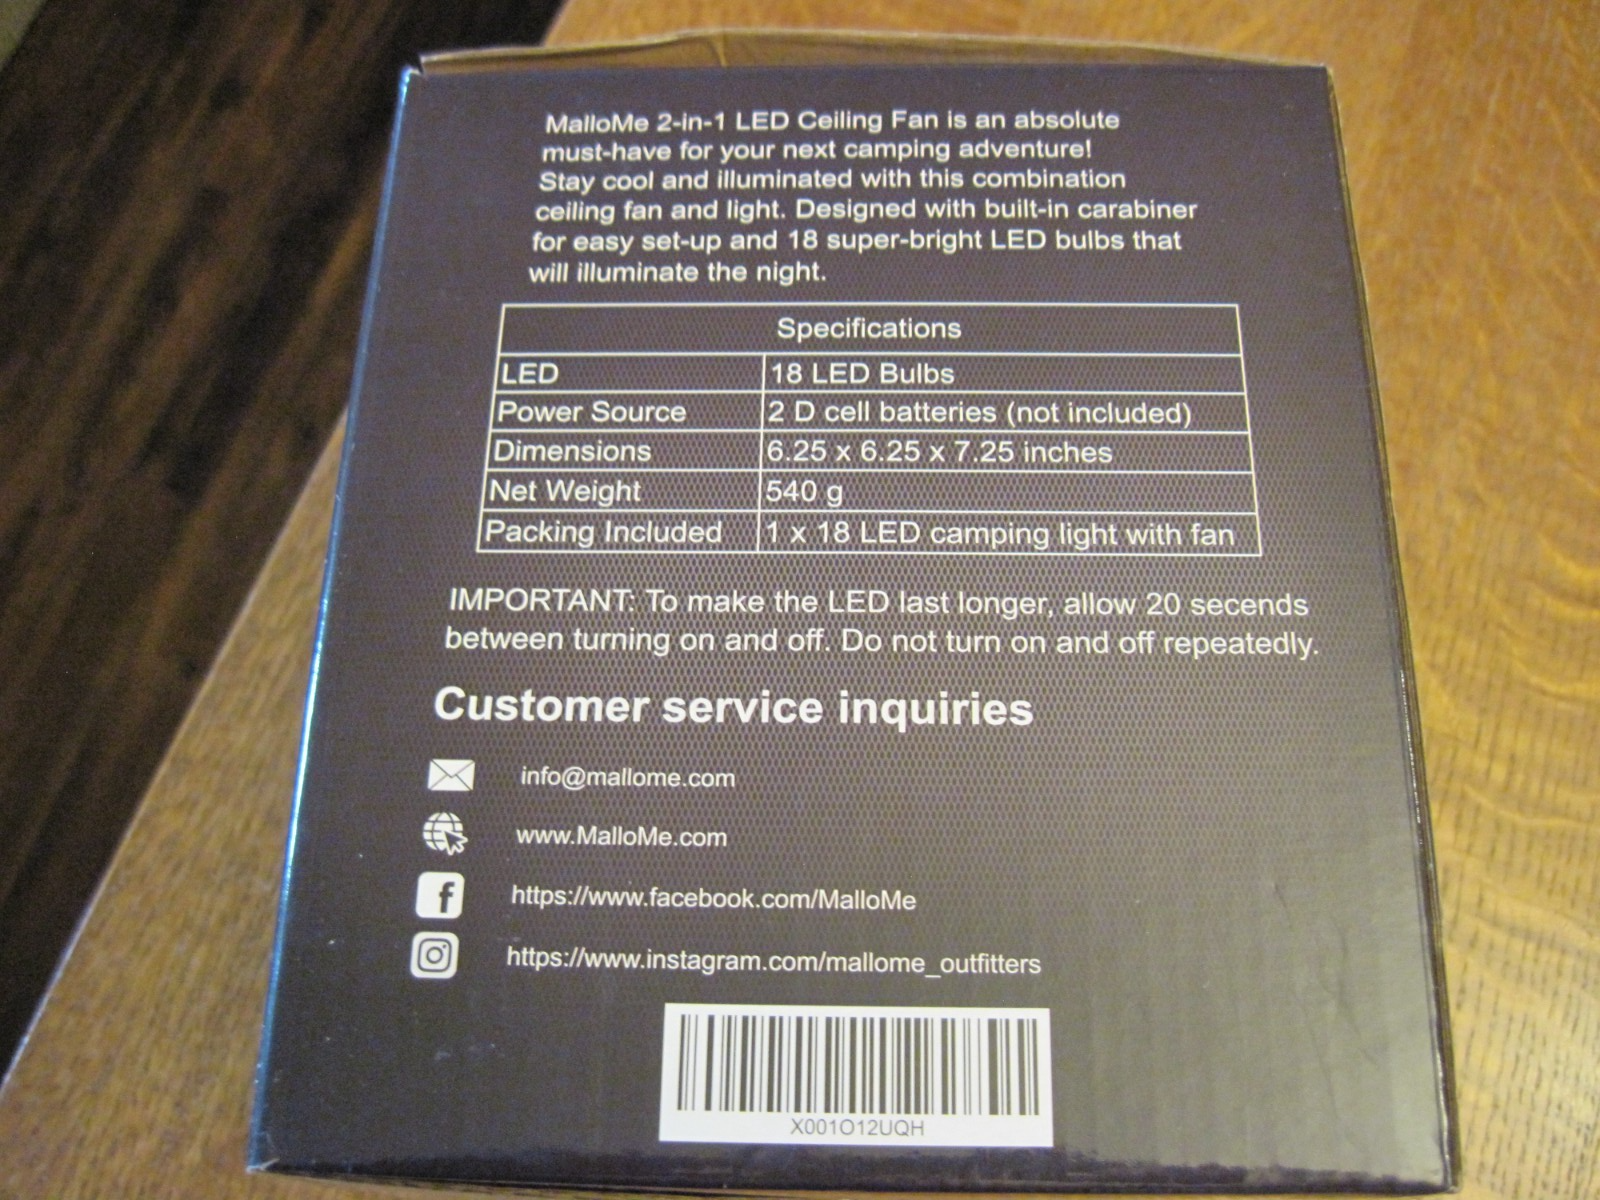 MalloMe 2-in-1 LED Ceiling Fan is an absolute
must-have for your next camping adventure!
Stay cool and illuminated with this combination
ceiling fan and light. Designed with built-in carabiner
for easy set-up and 18 super-bright LED bulbs that
will illuminate the night.
Specifications
LED 18 LED Bulbs
Power Source 2 D cell batteries (not included)
Dimensions 6.25 x 6.25 x 7.25 inches
Net Weight 540 g
Packing Included 1 x 18 LED camping light with fan
IMPORTANT: To make the LED last longer, allow 20 seconds
between turning on and off. Do not turn on and off repeatedly.
Customer service inquiries
info@mallome.com
www.MalloMe.com
https://www.facebook.com/MalloMe
https://www.instagram.com/mallome_outfitters
X001O12UQH